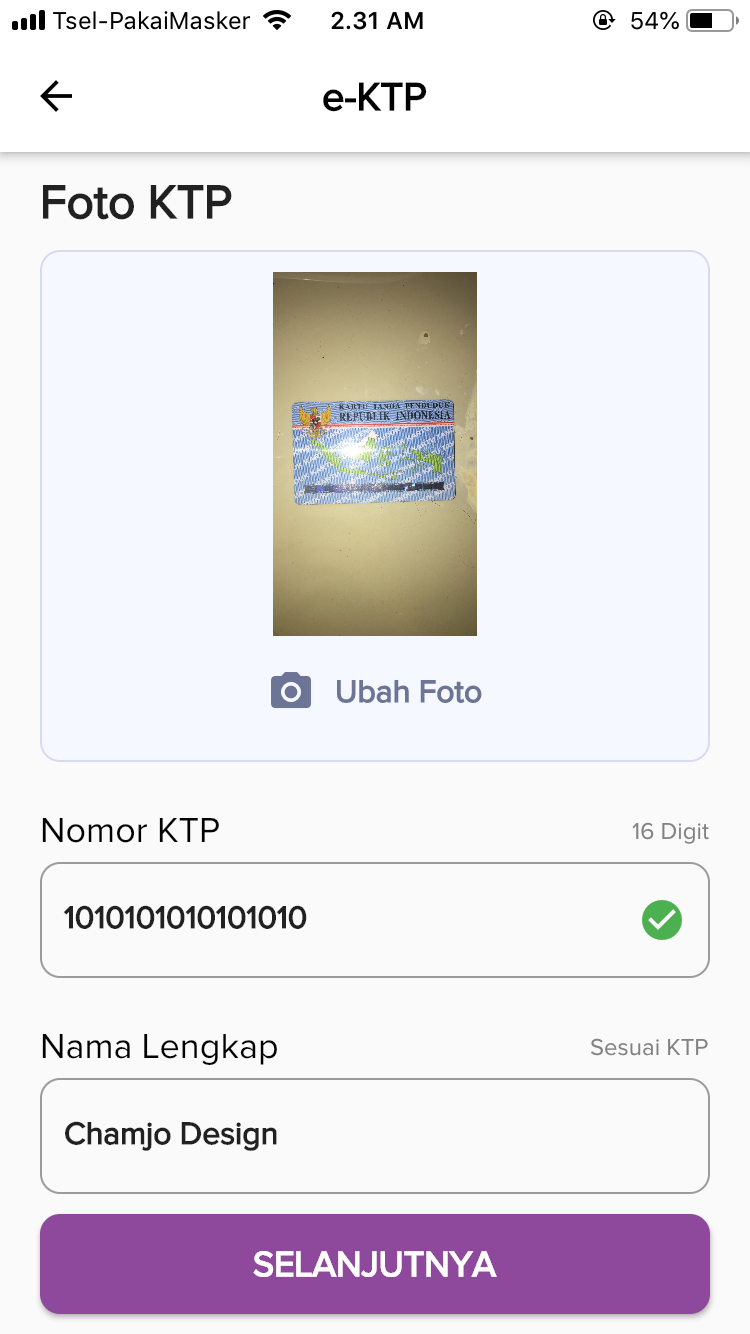 Tsel-PakaiMasker 2.31 AM 54%
e-KTP
Foto KTP
KARTU TANDA PENDUDUK
REPUBLIK INDONESIA
Ubah Foto
Nomor KTP 16 Digit
1010101010101010
Nama Lengkap Sesuai KTP
Chamjo Design
SELANJUTNYA